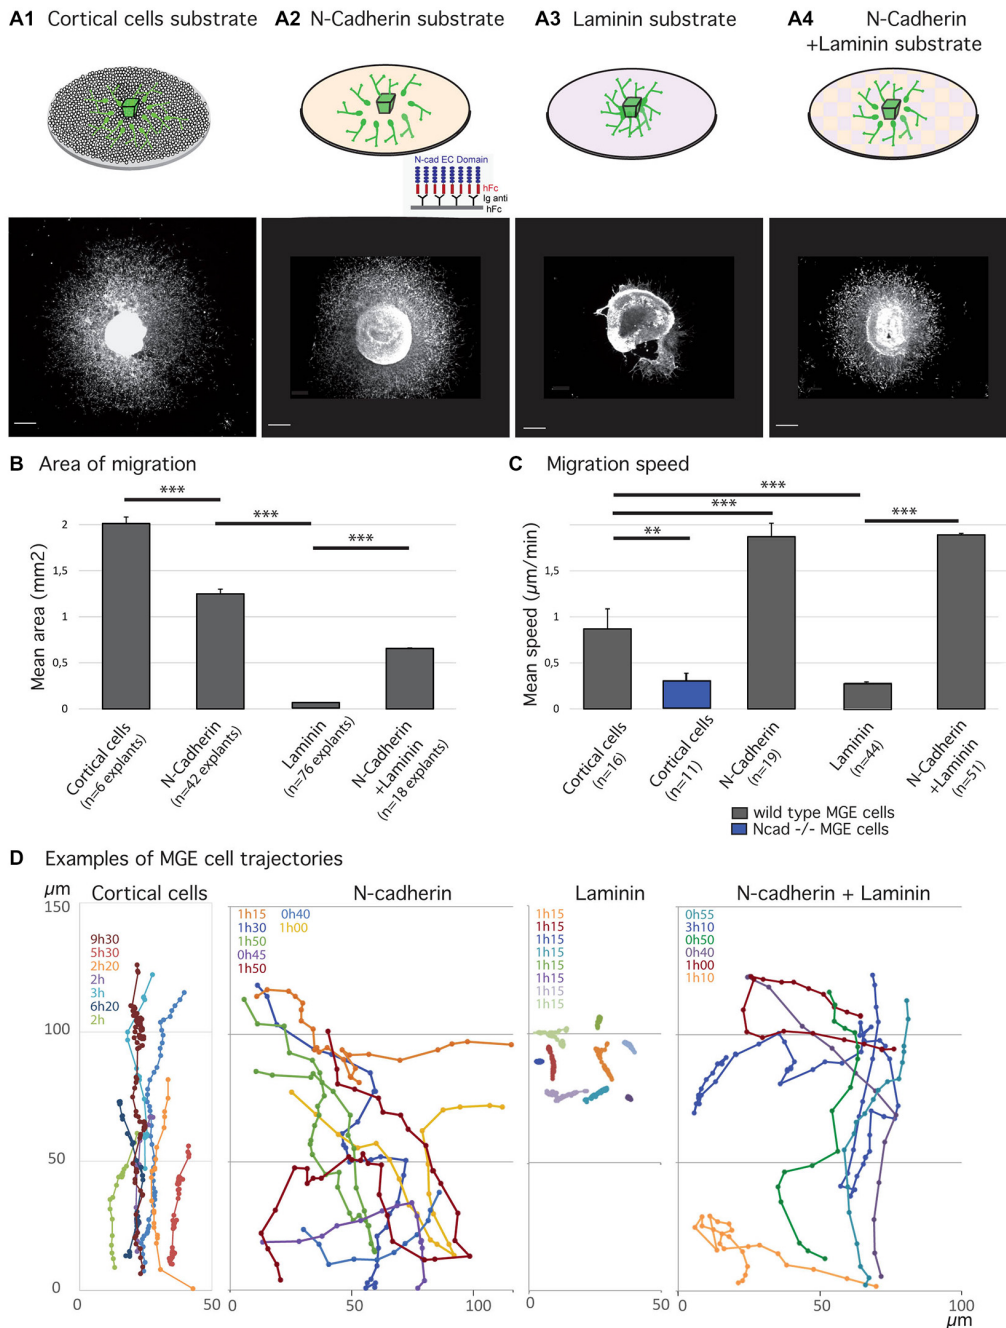 A1 Cortical cells substrate
A2 N-Cadherin substrate
A3 Laminin substrate
A4 N-Cadherin
+Laminin substrate
N-cad EC Domain
hFc
Ig anti
hFc
B Area of migration
Mean area (mm2)
2
1,5
1
0,5
0
***
***
***
Cortical cells
(n=6 explants)
N-Cadherin
(n=42 explants)
Laminin
(n=76 explants)
N-Cadherin
+Laminin
(n=18 explants)
C Migration speed
Mean speed (µm/min)
1,5
1
0,5
0
***
***
**
***
Cortical cells
(n=16)
Cortical cells
(n=11)
N-Cadherin
(n=19)
Laminin
(n=44)
N-Cadherin
+Laminin
(n=51)
wild type MGE cells
Ncad -/- MGE cells
D Examples of MGE cell trajectories
µm
150
100
50
0
Cortical cells
9h30
5h30
2h20
2h
3h
6h20
2h
0 50
N-cadherin
1h15 0h40
1h30 1h00
1h50
0h45
1h50
50 100
Laminin
1h15
1h15
1h15
1h15
1h15
1h15
1h15
1h15
0 50
N-cadherin + Laminin
0h55
3h10
0h50
0h40
1h00
1h10
0 50 100
µm